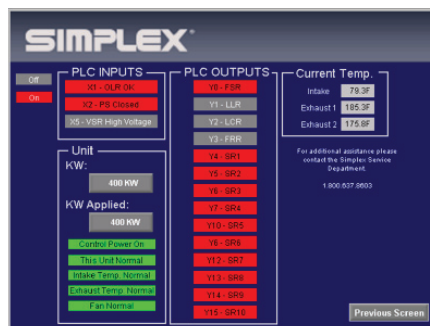 SIMPLEX
Off
On
PLC INPUTS
X1 - OLR OK
X2 - PS Closed
X5 - VSR High Voltage
Unit
KW:
400 KW
KW Applied:
400 KW
Control Power On
This Unit Normal
Intake Temp. Normal
Exhaust Temp. Normal
Fan Normal
PLC OUTPUTS
Y0 - FSR
Y1 - LLR
Y2 - LCR
Y3 - FRR
Y4 - SR1
Y5 - SR2
Y6 - SR3
Y7 - SR4
Y10 - SR5
Y12 - SR7
Y13 - SR8
Y14 - SR9
Y15 - SR10
Current Temp.
Intake 79.3F
Exhaust 1 185.3F
Exhaust 2 175.8F
For additional assistance please
contact the Simplex Service
Department.
1.800.637.8603
Previous Screen